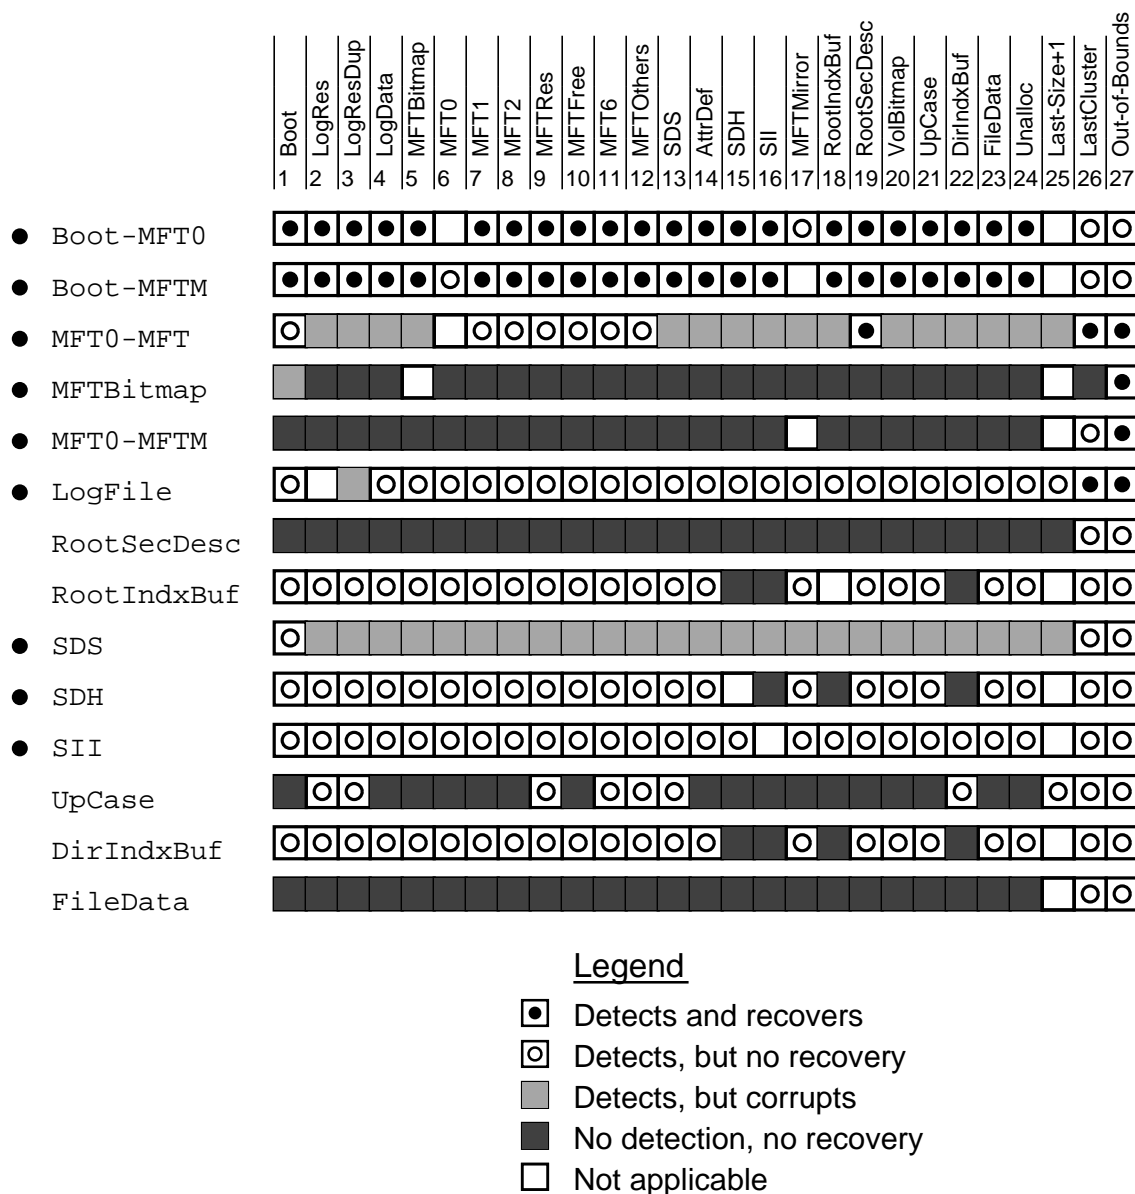 Boot
LogRes
LogResDup
LogData
MFTBitmap
MFT0
MFT1
MFT2
MFTRes
MFTFree
MFT6
MFTOthers
SDS
AttrDef
SDH
SII
MFTMirror
RootIndxBuf
RootSecDesc
VolBitmap
UpCase
DirIndxBuf
FileData
Unalloc
Last-Size+1
LastCluster
Out-of-Bounds
1 2 3 4 5 6 7 8 9 10 11 12 13 14 15 16 17 18 19 20 21 22 23 24 25 26 27
Boot-MFT0
Boot-MFTM
MFT0-MFT
MFTBitmap
MFT0-MFTM
LogFile
RootSecDesc
RootIndxBuf
SDS
SDH
SII
UpCase
DirIndxBuf
FileData
Legend
Detects and recovers
Detects, but no recovery
Detects, but corrupts
No detection, no recovery
Not applicable